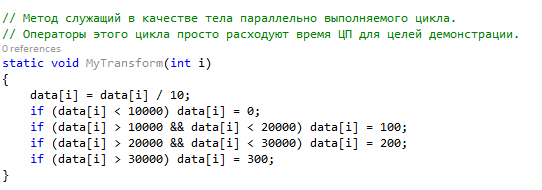 // Метод служащий в качестве тела параллельно выполняемого цикла.
// Операторы этого цикла просто расходуют время ЦП для целей демонстрации.
0 references
static void MyTransform(int i)
{
    data[i] = data[i] / 10;
    if (data[i] < 10000) data[i] = 0;
    if (data[i] > 10000 && data[i] < 20000) data[i] = 100;
    if (data[i] > 20000 && data[i] < 30000) data[i] = 200;
    if (data[i] > 30000) data[i] = 300;
}